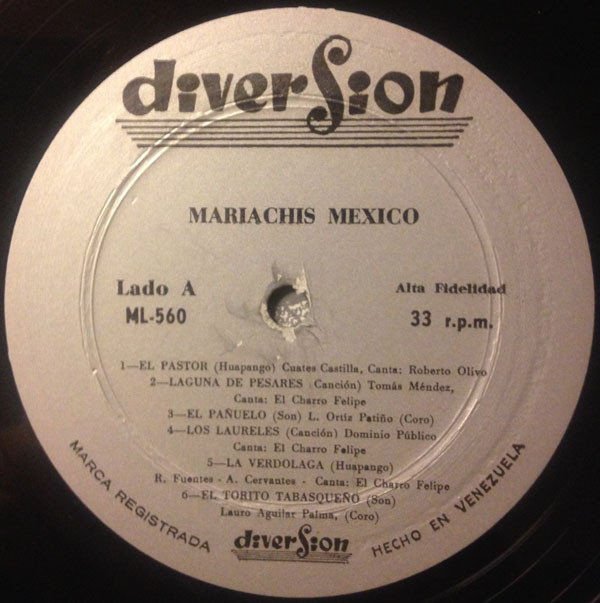 diverSion
MARIACHIS MEXICO
Lado A
Alta Fidelidad
ML-560
33 r.p.m.
1—EL PASTOR (Huapango) Cuates Castilla, Canta: Roberto Olivo
2—LAGUNA DE PESARES Canción) Tomás Méndez,
Canta: El Charro Felipe
3—EL PAÑUELO (Son) L. Ortiz Patiño (Coro)
4—LOS LAURELES (Canción) Dominio Público
Canta: El Charro Felipe
5—LA VERDOLAGA (Huapango)
R. Fuentes - A. Cervantes - Canta: El Charro Felipe
6—EL TORITO TABASQUEÑO (Son)
Lauro Aguilar Palma, (Coro)
MARCA REGISTRADA
diverSion
HECHO EN VENEZUELA